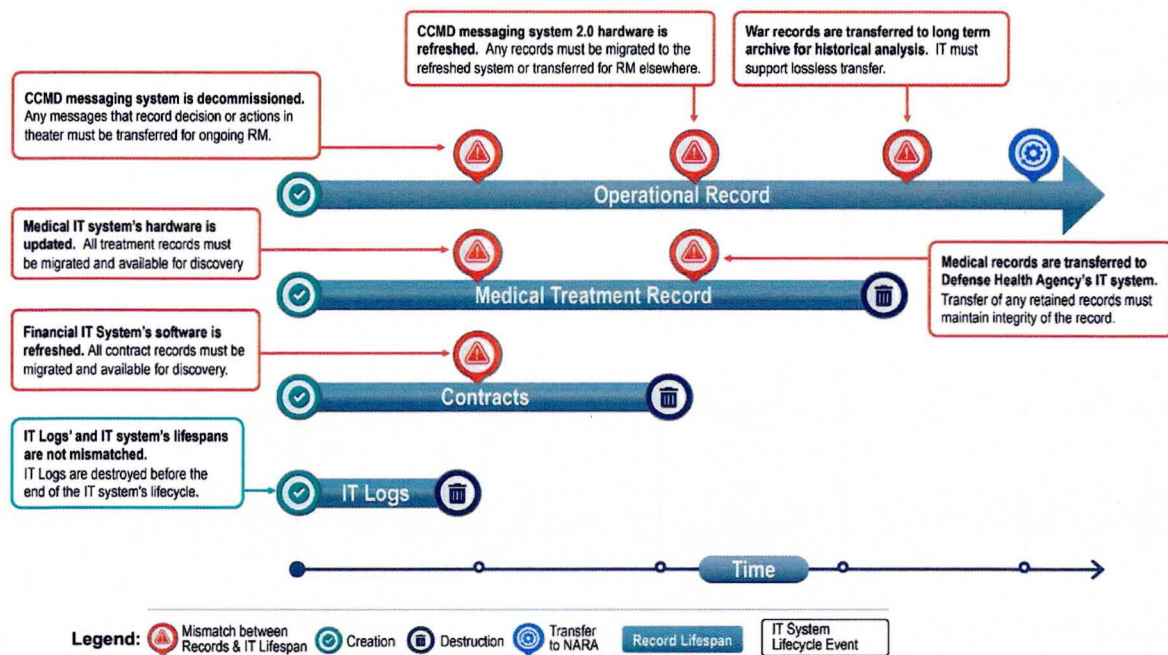 CCMD messaging system 2.0 hardware is
refreshed. Any records must be migrated to the
refreshed system or transferred for RM elsewhere.
War records are transferred to long term
archive for historical analysis. IT must
support lossless transfer.
CCMD messaging system is decommissioned.
Any messages that record decision or actions in
theater must be transferred for ongoing RM.
Operational Record
Medical IT system's hardware is
updated. All treatment records must
be migrated and available for discovery
Medical Treatment Record
Medical records are transferred to
Defense Health Agency's IT system.
Transfer of any retained records must
maintain integrity of the record.
Financial IT System's software is
refreshed. All contract records must be
migrated and available for discovery.
Contracts
IT Logs' and IT system's lifespans
are not mismatched.
IT Logs are destroyed before the
end of the IT system's lifecycle.
IT Logs
Time
Legend:
Mismatch between
Records & IT Lifespan
Creation
Destruction
Transfer
to NARA
Record Lifespan
IT System
Lifecycle Event